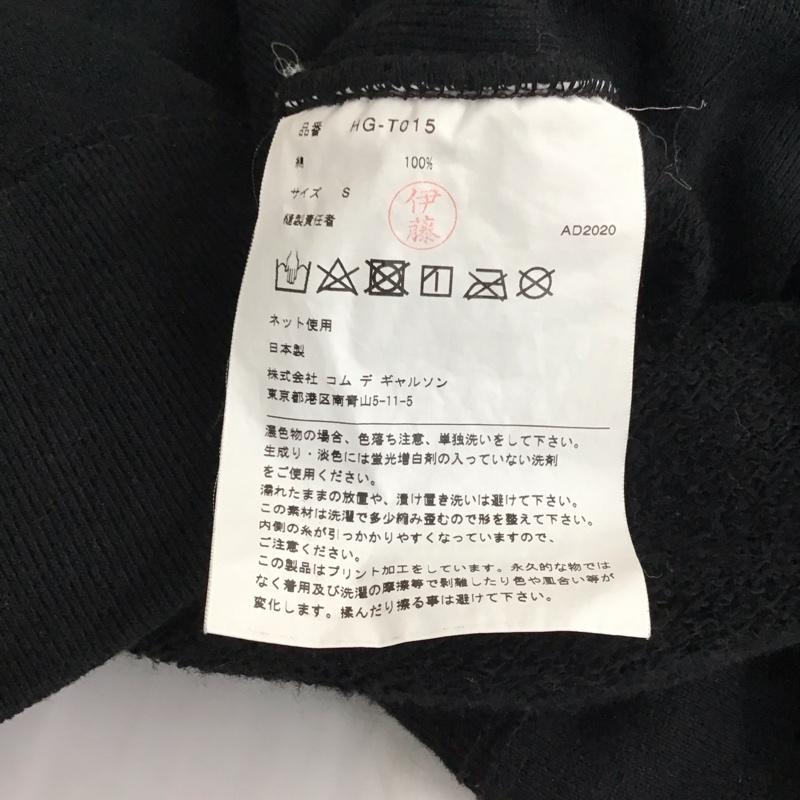 品番 HG-T015
綿 100%
サイズ S
縫製責任者 伊藤
AD2020
ネット使用
日本製
株式会社 コム デ ギャルソン
東京都港区南青山5-11-5
濃色物の場合、色落ち注意、単独洗いをして下さい。
生成り・淡色には蛍光増白剤の入っていない洗剤
をご使用ください。
濡れたままの放置や、漬け置き洗いは避けて下さい。
この素材は洗濯で多少縮み歪むので形を整えて下さい。
内側の糸が引っかかりやすくなっていますので、
ご注意ください。
この製品はプリント加工をしています。永久的な物では
なく着用及び洗濯の摩擦等で剥離したり色や風合い等が
変化します。揉んだり擦る事は避けて下さい。